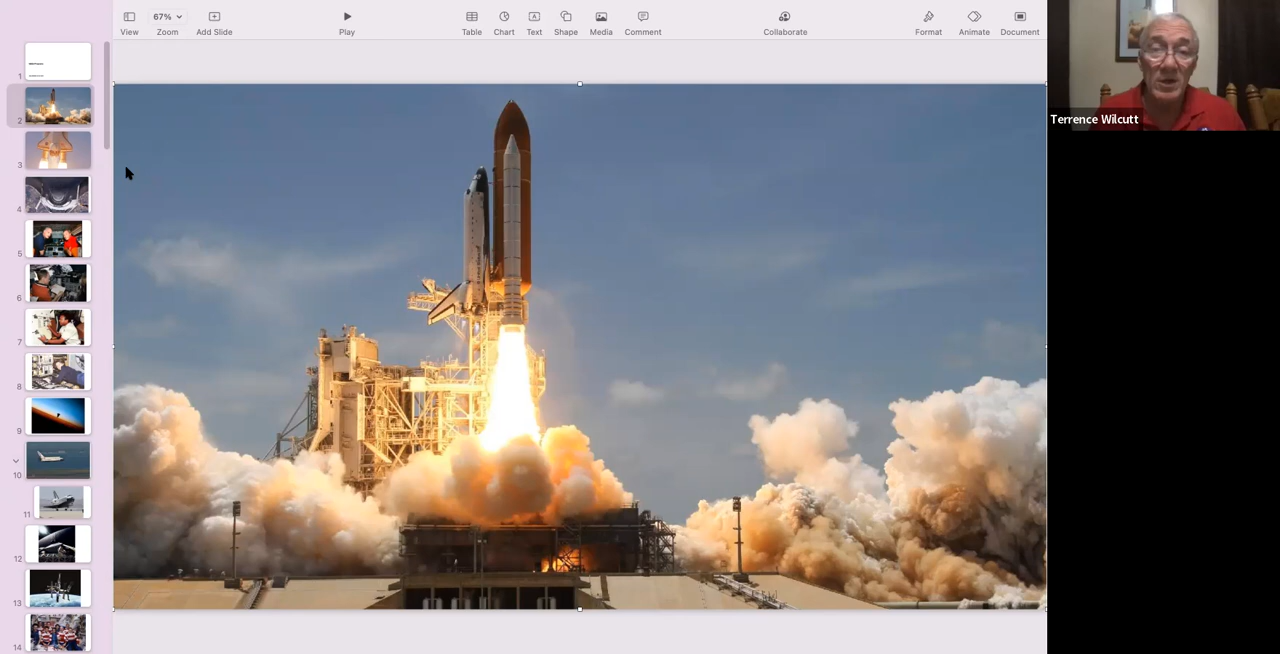 67%
View
Zoom
Add Slide
Play
Table
Chart
Text
Shape
Media
Comment
Collaborate
Format
Animate
Document
Terrence Wilcutt
1
2
3
4
5
6
7
8
9
10
11
12
13
14